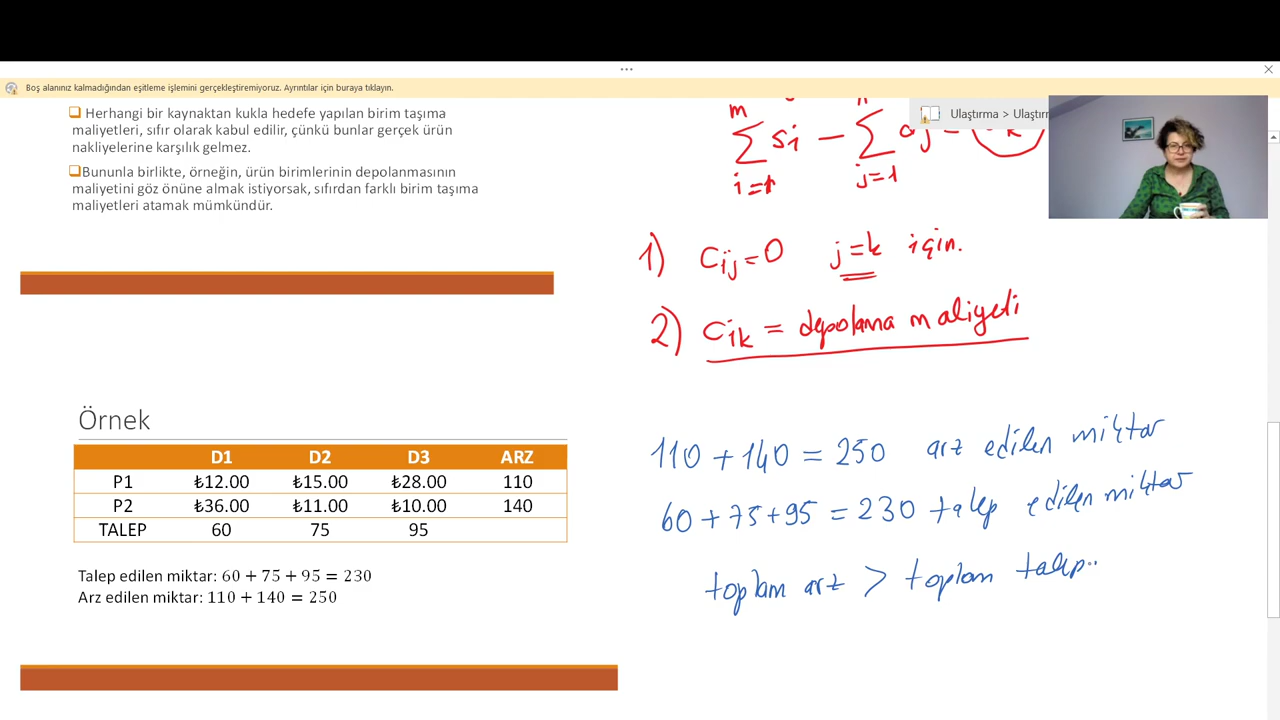 Boş alanınız kalmadığından eşitleme işlemini gerçekleştiremiyoruz. Ayrıntılar için buraya tıklayın.
Herhangi bir kaynaktan kukla hedefe yapılan birim taşıma
maliyetleri, sıfır olarak kabul edilir, çünkü bunlar gerçek ürün
nakliyelerine karşılık gelmez.
Bununla birlikte, örneğin, ürün birimlerinin depolanmasının
maliyetini göz önüne almak istiyorsak, sıfırdan farklı birim taşıma
maliyetleri atamak mümkündür.
Örnek
D1 D2 D3 ARZ
P1 ₺12.00 ₺15.00 ₺28.00 110
P2 ₺36.00 ₺11.00 ₺10.00 140
TALEP 60 75 95
Talep edilen miktar: 60 + 75 + 95 = 230
Arz edilen miktar: 110 + 140 = 250
Ulaştırma > Ulaştır
m
∑ si − ∑
i=1 j=1
1) cij=0 j=k için.
2) cik = depolama maliyeti
110 + 140 = 250 arz edilen miktar
60 + 75 + 95 = 230 talep edilen miktar
toplam arz > toplam talep..